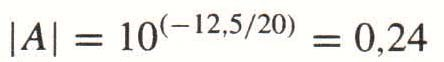 |A| = 10^(−12,5/20) = 0,24